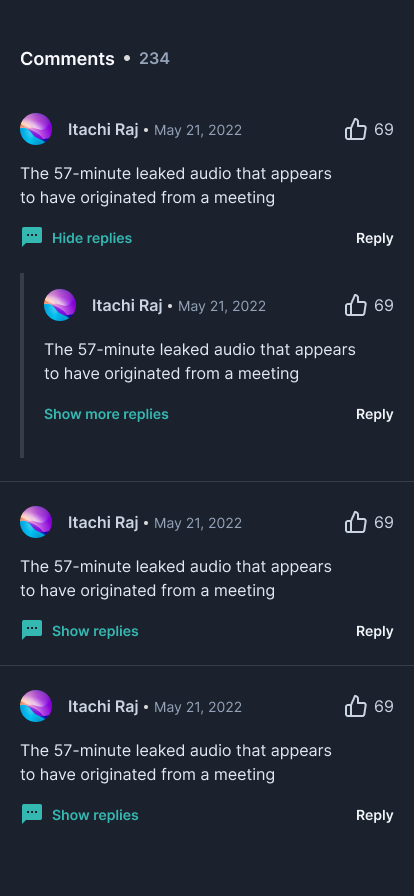 Comments • 234
Itachi Raj • May 21, 2022 69
The 57-minute leaked audio that appears
to have originated from a meeting
Hide replies Reply
Itachi Raj • May 21, 2022 69
The 57-minute leaked audio that appears
to have originated from a meeting
Show more replies Reply
Itachi Raj • May 21, 2022 69
The 57-minute leaked audio that appears
to have originated from a meeting
Show replies Reply
Itachi Raj • May 21, 2022 69
The 57-minute leaked audio that appears
to have originated from a meeting
Show replies Reply